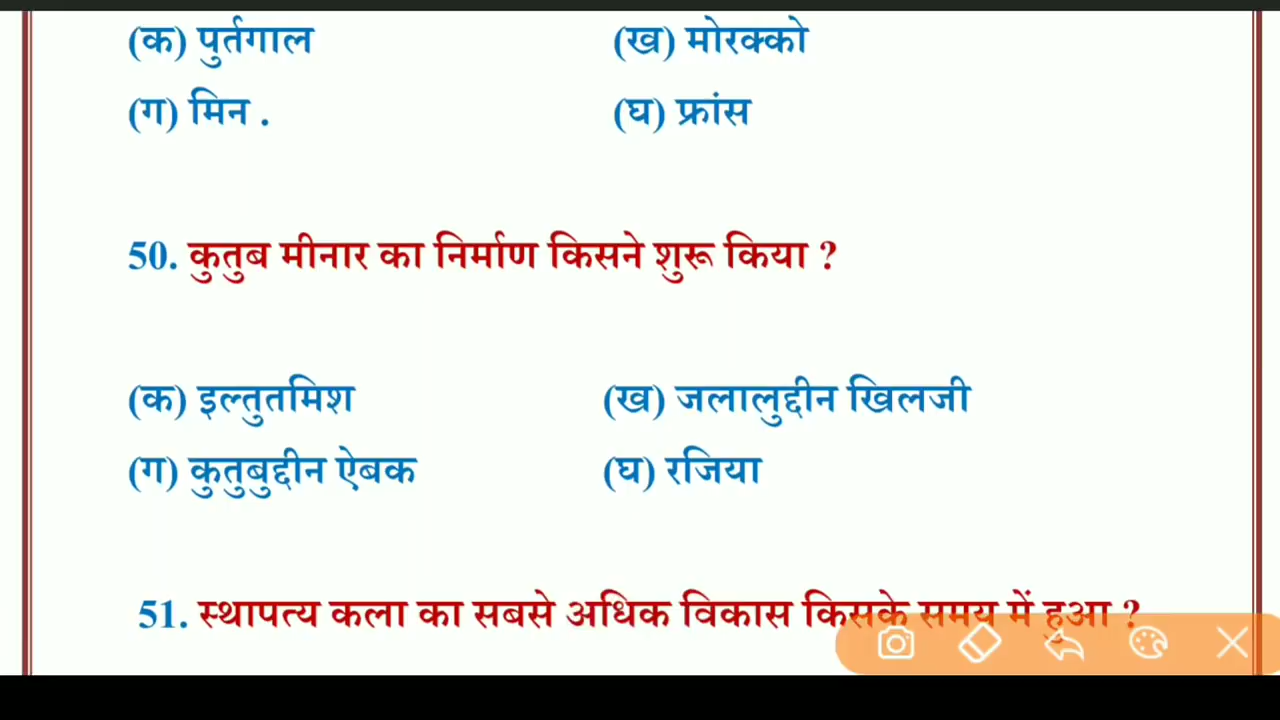 (क) पुर्तगाल (ख) मोरक्को
(ग) मिन . (घ) फ्रांस
50. कुतुब मीनार का निर्माण किसने शुरू किया ?
(क) इल्तुतमिश (ख) जलालुद्दीन खिलजी
(ग) कुतुबुद्दीन ऐबक (घ) रजिया
51. स्थापत्य कला का सबसे अधिक विकास किसके समय में हुआ ?